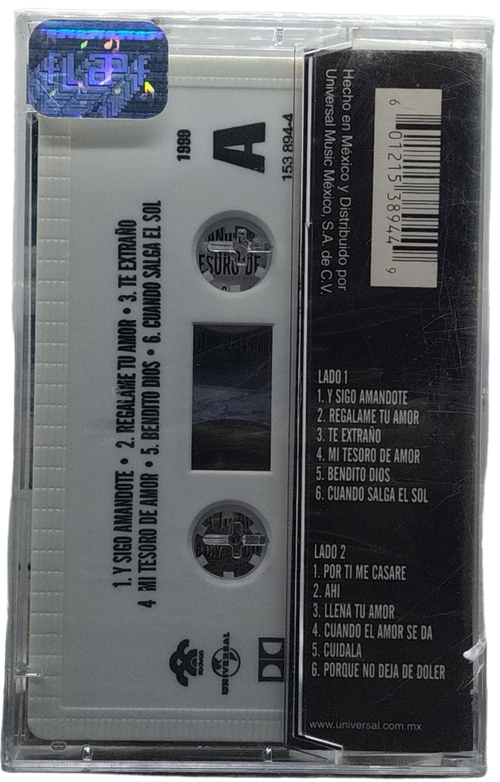 FLAPF
1999
A
153 894-4
1. Y SIGO AMANDOTE • 2. REGALAME TU AMOR • 3. TE EXTRAÑO
4 MI TESORO DE AMOR • 5. BENDITO DIOS • 6. CUANDO SALGA EL SOL
UNIVERSAL
Hecho en México y Distribuido por
Universal Music México, S.A. de C.V.
6 01215 38944 9
LADO 1
1. Y SIGO AMANDOTE
2. REGALAME TU AMOR
3. TE EXTRAÑO
4. MI TESORO DE AMOR
5. BENDITO DIOS
6. CUANDO SALGA EL SOL
LADO 2
1. POR TI ME CASARE
2. AHI
3. LLENA TU AMOR
4. CUANDO EL AMOR SE DA
5. CUIDALA
6. PORQUE NO DEJA DE DOLER
www.universal.com.mx